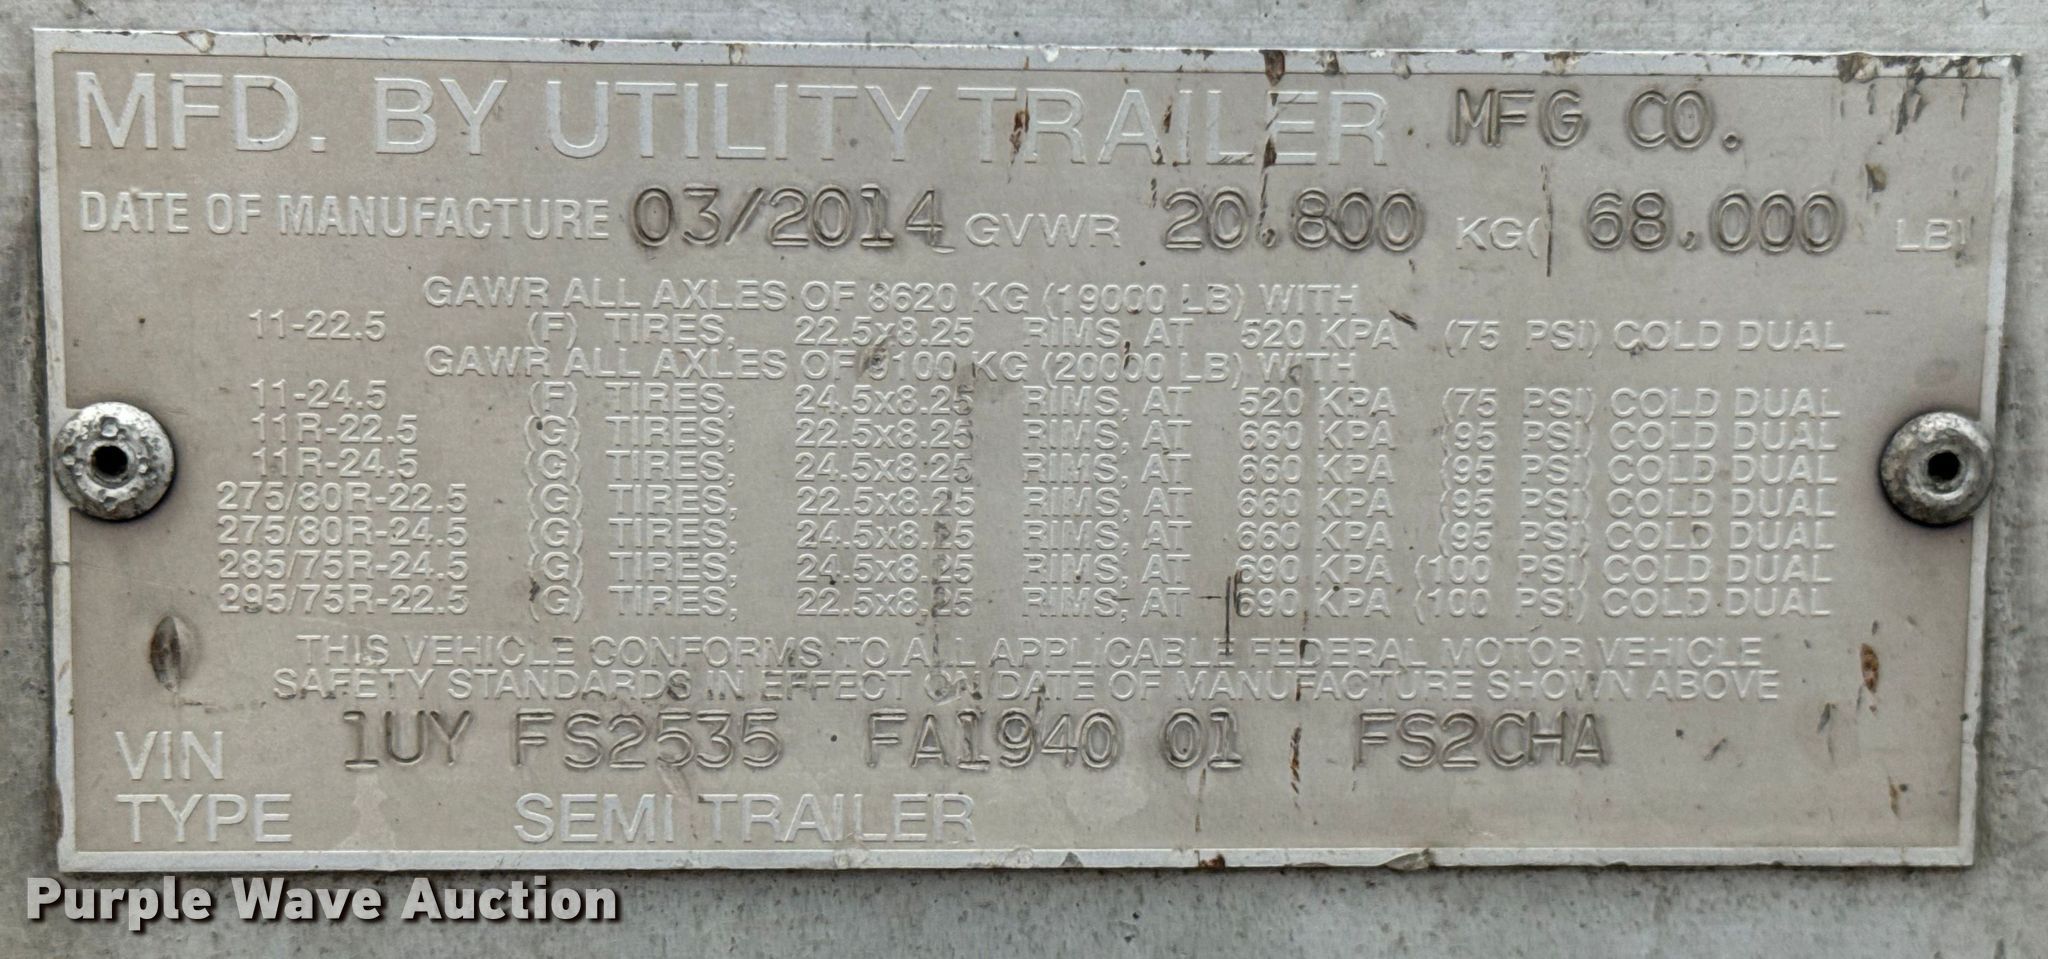 MFD. BY UTILITY TRAILER MFG CO.
DATE OF MANUFACTURE 03/2014 GVWR 20,800 KG( 68,000 LB)
GAWR ALL AXLES OF 8620 KG (19000 LB) WITH
11-22.5 (F) TIRES, 22.5x8.25 RIMS, AT 520 KPA (75 PSI) COLD DUAL
GAWR ALL AXLES OF 9100 KG (20000 LB) WITH
11-24.5 (F) TIRES, 24.5x8.25 RIMS, AT 520 KPA (75 PSI) COLD DUAL
11R-22.5 (G) TIRES, 22.5x8.25 RIMS, AT 660 KPA (95 PSI) COLD DUAL
11R-24.5 (G) TIRES, 24.5x8.25 RIMS, AT 660 KPA (95 PSI) COLD DUAL
275/80R-22.5 (G) TIRES, 22.5x8.25 RIMS, AT 660 KPA (95 PSI) COLD DUAL
275/80R-24.5 (G) TIRES, 24.5x8.25 RIMS, AT 660 KPA (95 PSI) COLD DUAL
285/75R-24.5 (G) TIRES, 24.5x8.25 RIMS, AT 690 KPA (100 PSI) COLD DUAL
295/75R-22.5 (G) TIRES, 22.5x8.25 RIMS, AT 690 KPA (100 PSI) COLD DUAL
THIS VEHICLE CONFORMS TO ALL APPLICABLE FEDERAL MOTOR VEHICLE
SAFETY STANDARDS IN EFFECT ON DATE OF MANUFACTURE SHOWN ABOVE
VIN 1UY FS2535 FA1940 01 FS2CHA
TYPE SEMI TRAILER
Purple Wave Auction